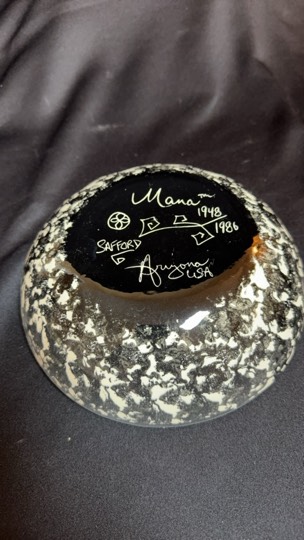 Mana™
1948
1986
SAFFORD
Arizona
USA